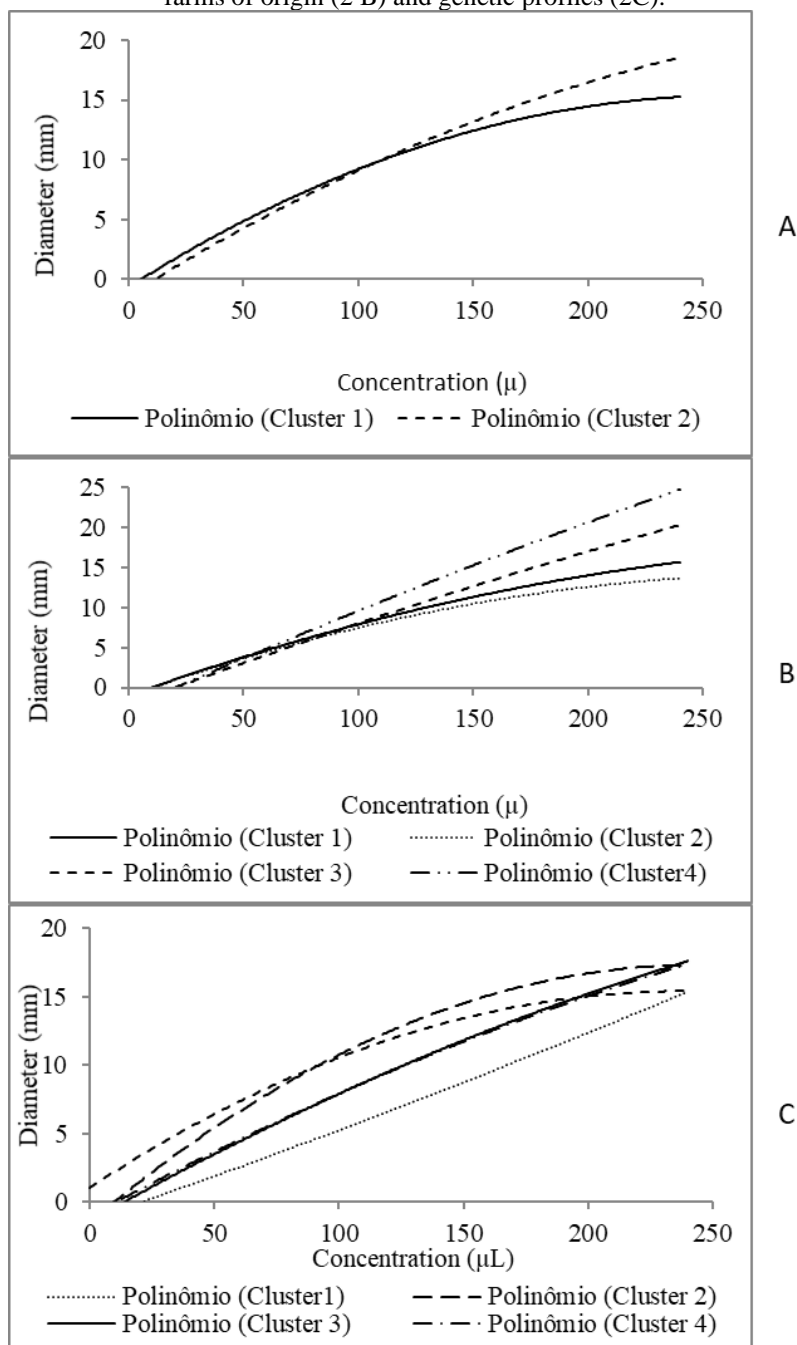 farms of origin (2 B) and genetic profiles (2C).
20
15
10
5
0
0 50 100 150 200 250
Diameter (mm)
Concentration (μ)
Polinômio (Cluster 1) Polinômio (Cluster 2)
A
25
20
15
10
5
0
0 50 100 150 200 250
Diameter (mm)
Concentration (μ)
Polinômio (Cluster 1) Polinômio (Cluster 2)
Polinômio (Cluster 3) Polinômio (Cluster4)
B
20
15
10
5
0
0 50 100 150 200 250
Diameter (mm)
Concentration (μL)
Polinômio (Cluster1) Polinômio (Cluster 2)
Polinômio (Cluster 3) Polinômio (Cluster 4)
C